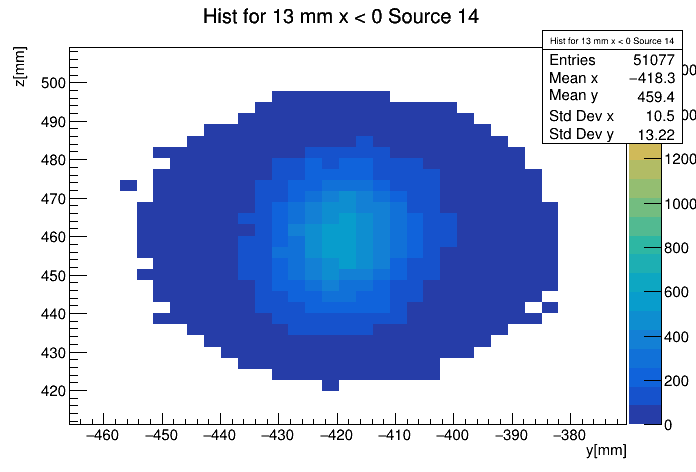 Hist for 13 mm x < 0 Source 14
Hist for 13 mm x < 0 Source 14
Entries 51077
Mean x −418.3
Mean y 459.4
Std Dev x 10.5
Std Dev y 13.22
z[mm]
500
490
480
470
460
450
440
430
420
1200
1000
800
600
400
200
0
−460 −450 −440 −430 −420 −410 −400 −390 −380
y[mm]